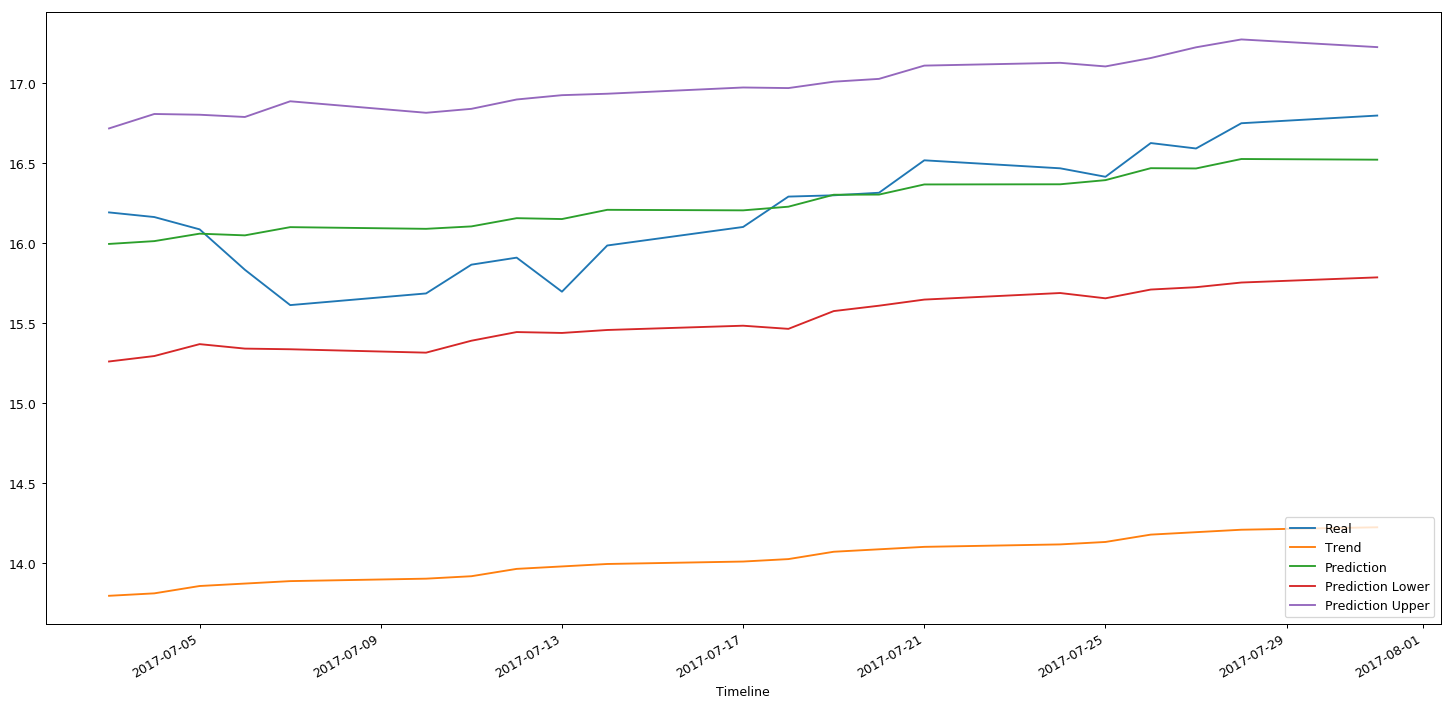 17.0
16.5
16.0
15.5
15.0
14.5
14.0
Real
Trend
Prediction
Prediction Lower
Prediction Upper
2017-07-05
2017-07-09
2017-07-13
2017-07-17
2017-07-21
2017-07-25
2017-07-29
2017-08-01
Timeline